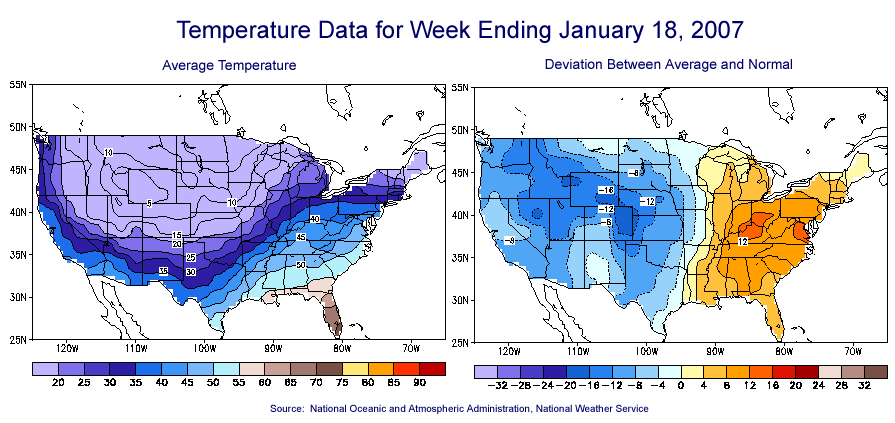 Temperature Data for Week Ending January 18, 2007
Average Temperature
Deviation Between Average and Normal
55N
50N
45N
40N
35N
30N
25N
10
5
10
15
20
25
30
35
40
45
50
120W 110W 100W 90W 80W 70W
20 25 30 35 40 45 50 55 60 65 70 75 80 85 90
55N
50N
45N
40N
35N
30N
25N
-8
-16
-12
-12
-8
-8
12
120W 110W 100W 90W 80W 70W
-32 -28 -24 -20 -16 -12 -8 -4 0 4 8 12 16 20 24 28 32
Source: National Oceanic and Atmospheric Administration, National Weather Service